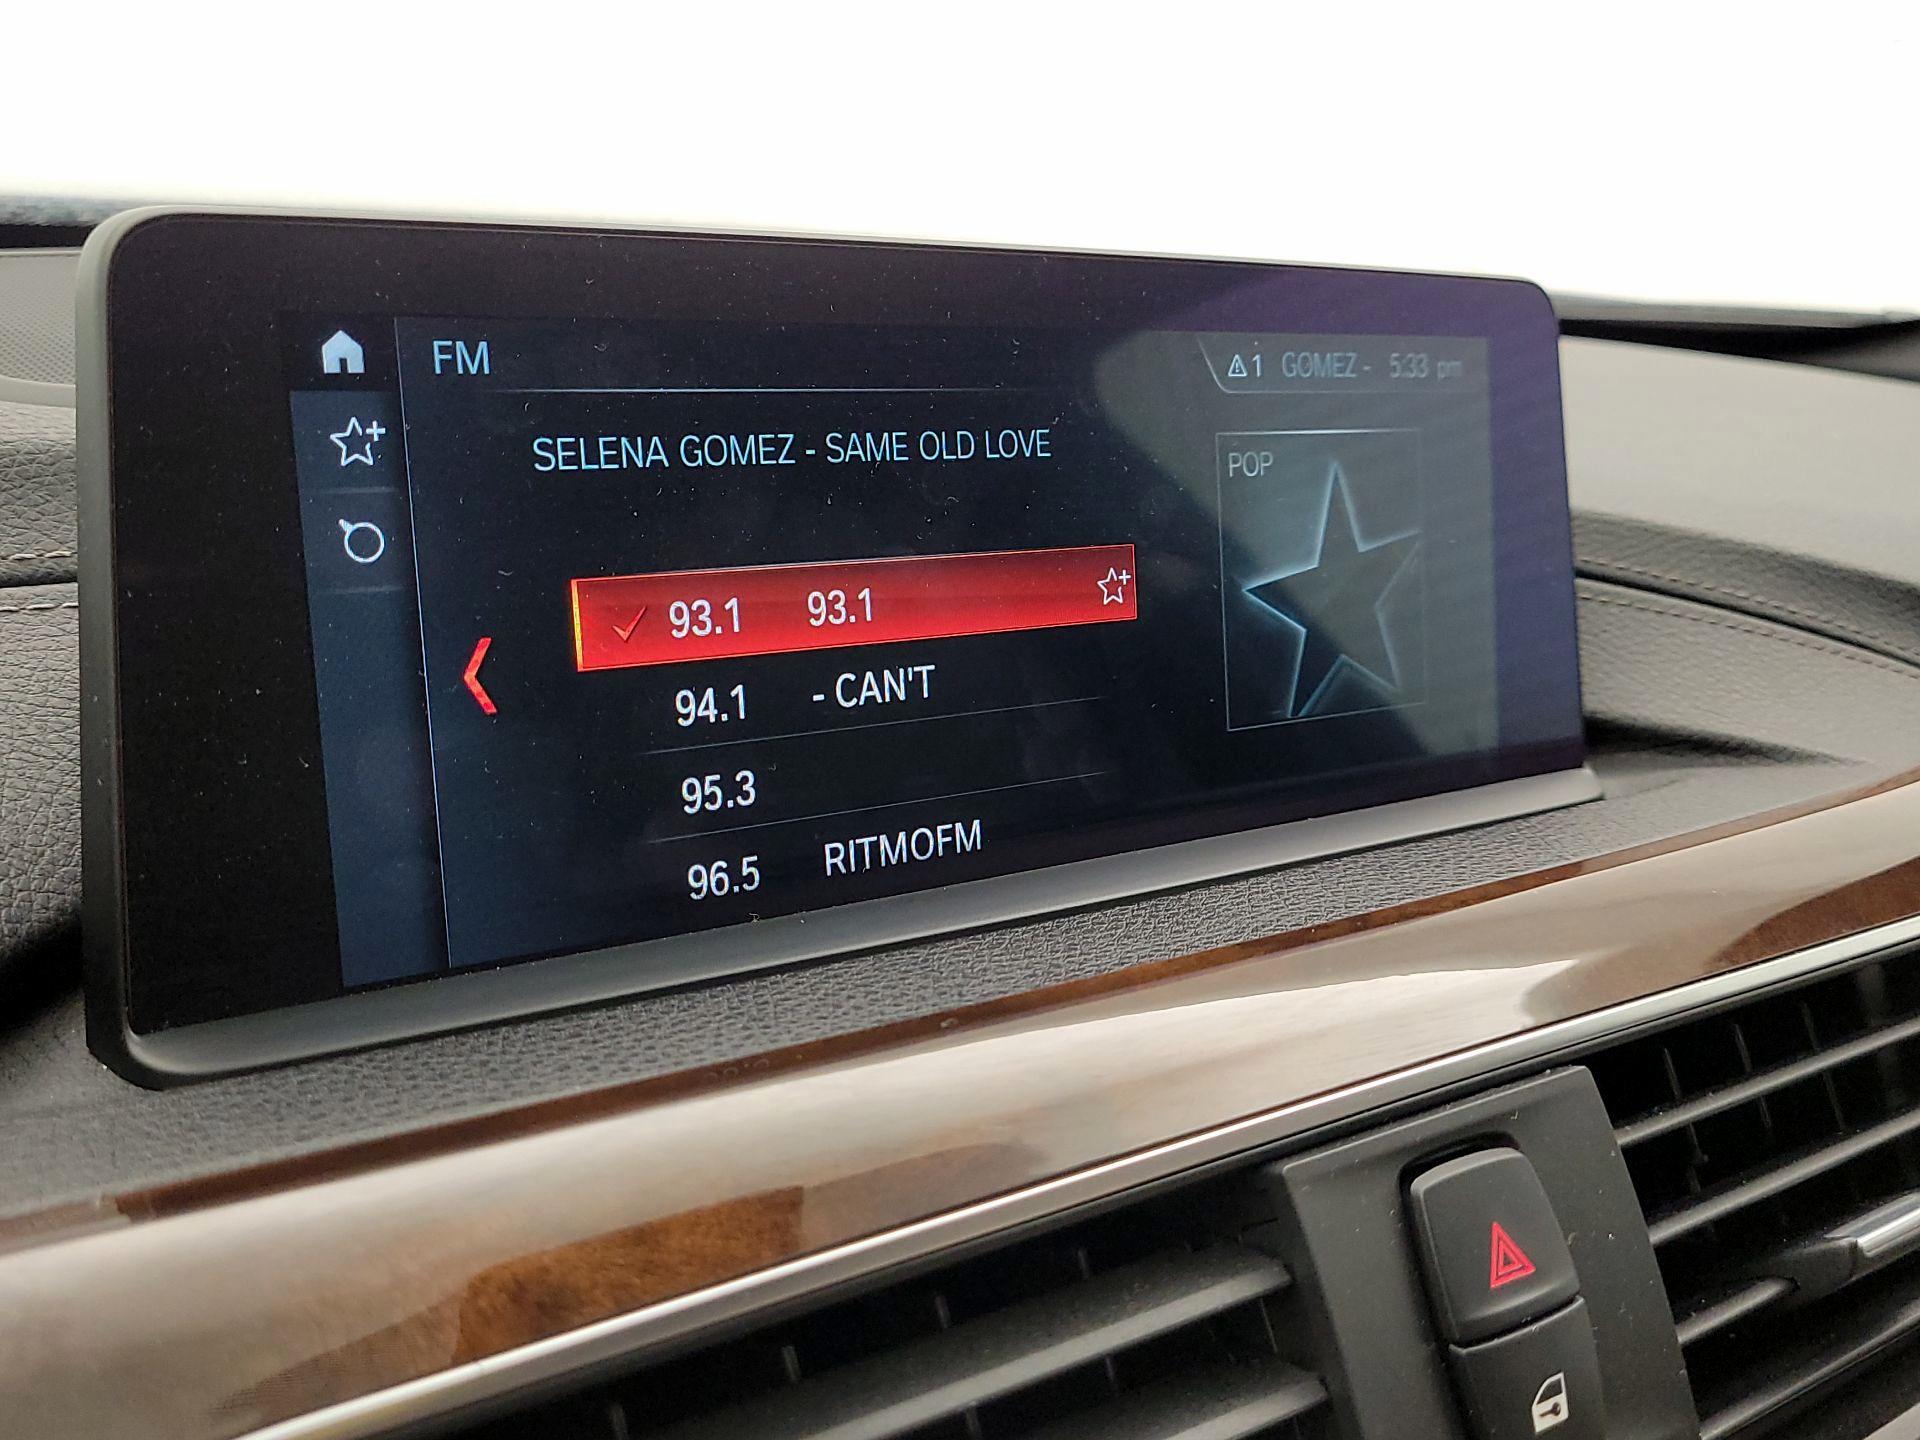 FM
⚠1 GOMEZ - 5:33 pm
SELENA GOMEZ - SAME OLD LOVE
POP
93.1 93.1
94.1 - CAN'T
95.3
96.5 RITMOFM